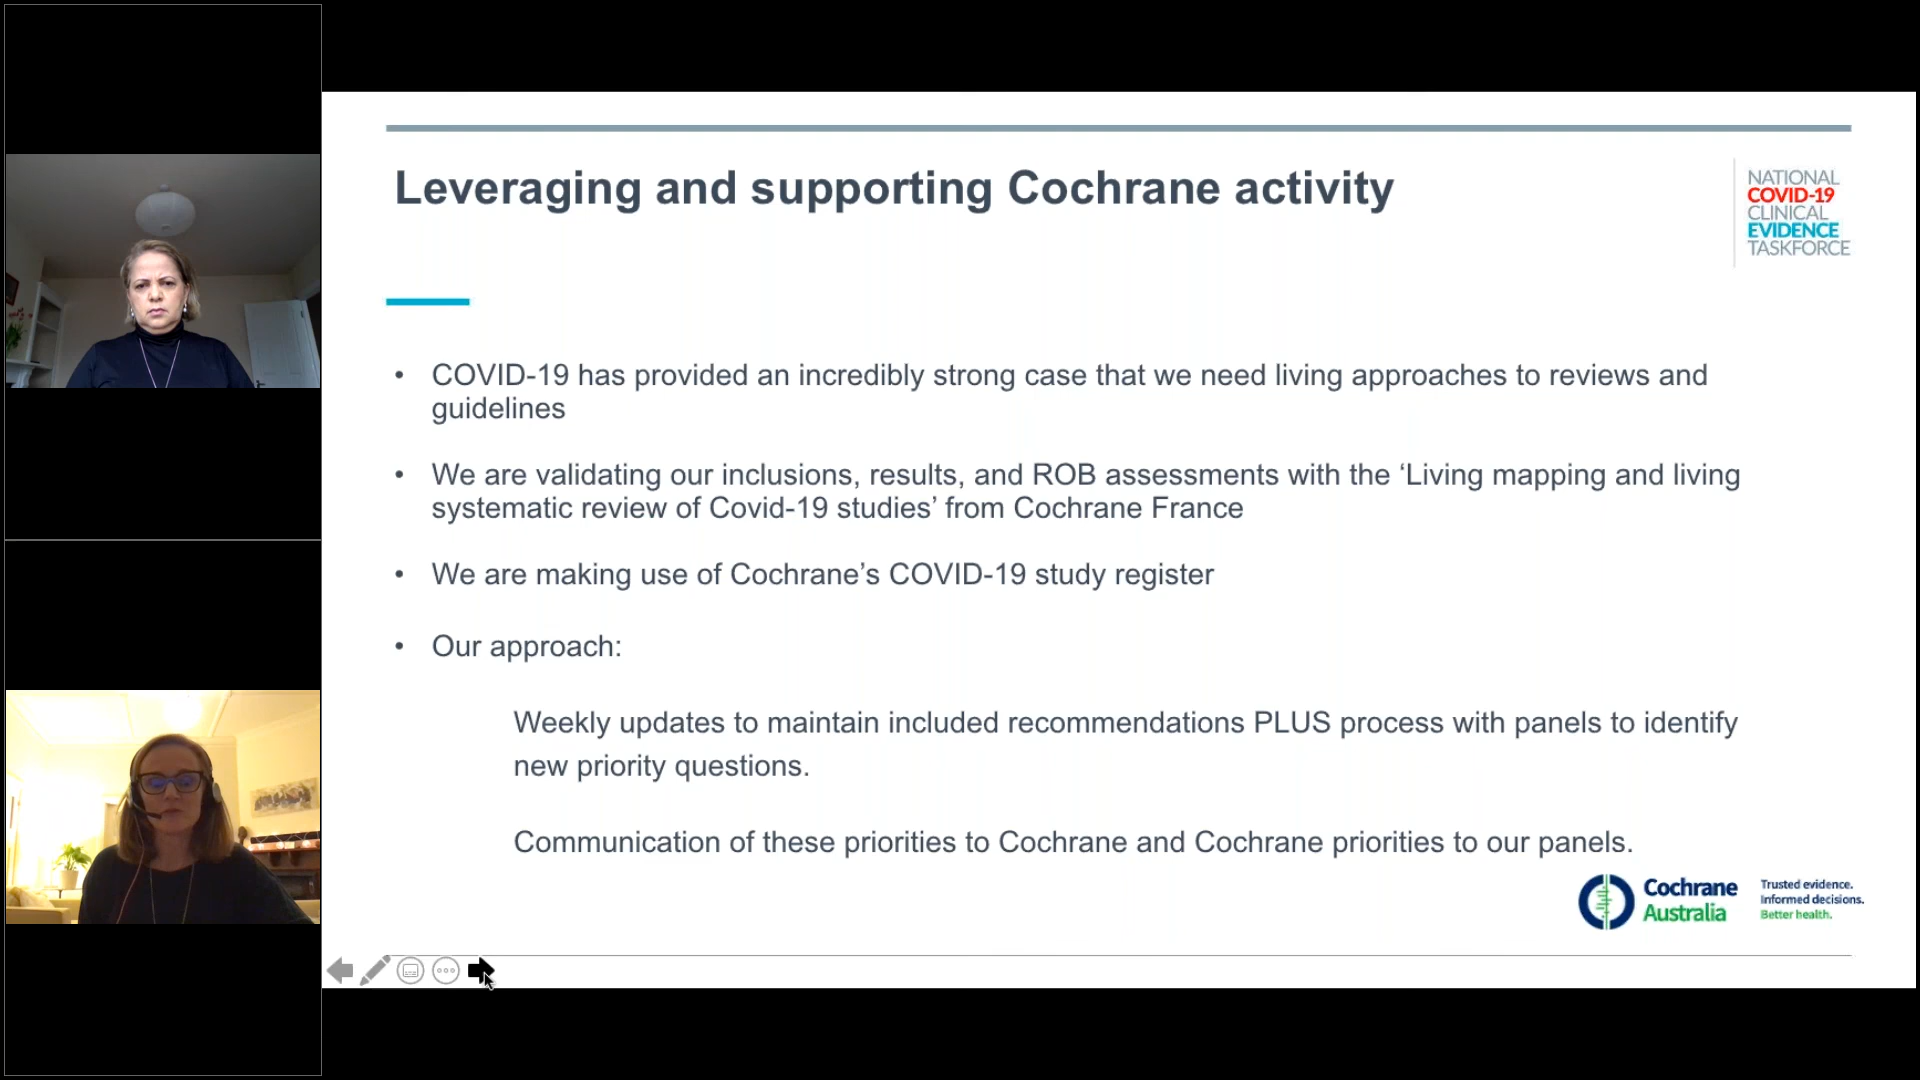 Leveraging and supporting Cochrane activity
NATIONAL
COVID-19
CLINICAL
EVIDENCE
TASKFORCE
• COVID-19 has provided an incredibly strong case that we need living approaches to reviews and
guidelines
• We are validating our inclusions, results, and ROB assessments with the ‘Living mapping and living
systematic review of Covid-19 studies’ from Cochrane France
• We are making use of Cochrane’s COVID-19 study register
• Our approach:
Weekly updates to maintain included recommendations PLUS process with panels to identify
new priority questions.
Communication of these priorities to Cochrane and Cochrane priorities to our panels.
Cochrane
Australia
Trusted evidence.
Informed decisions.
Better health.